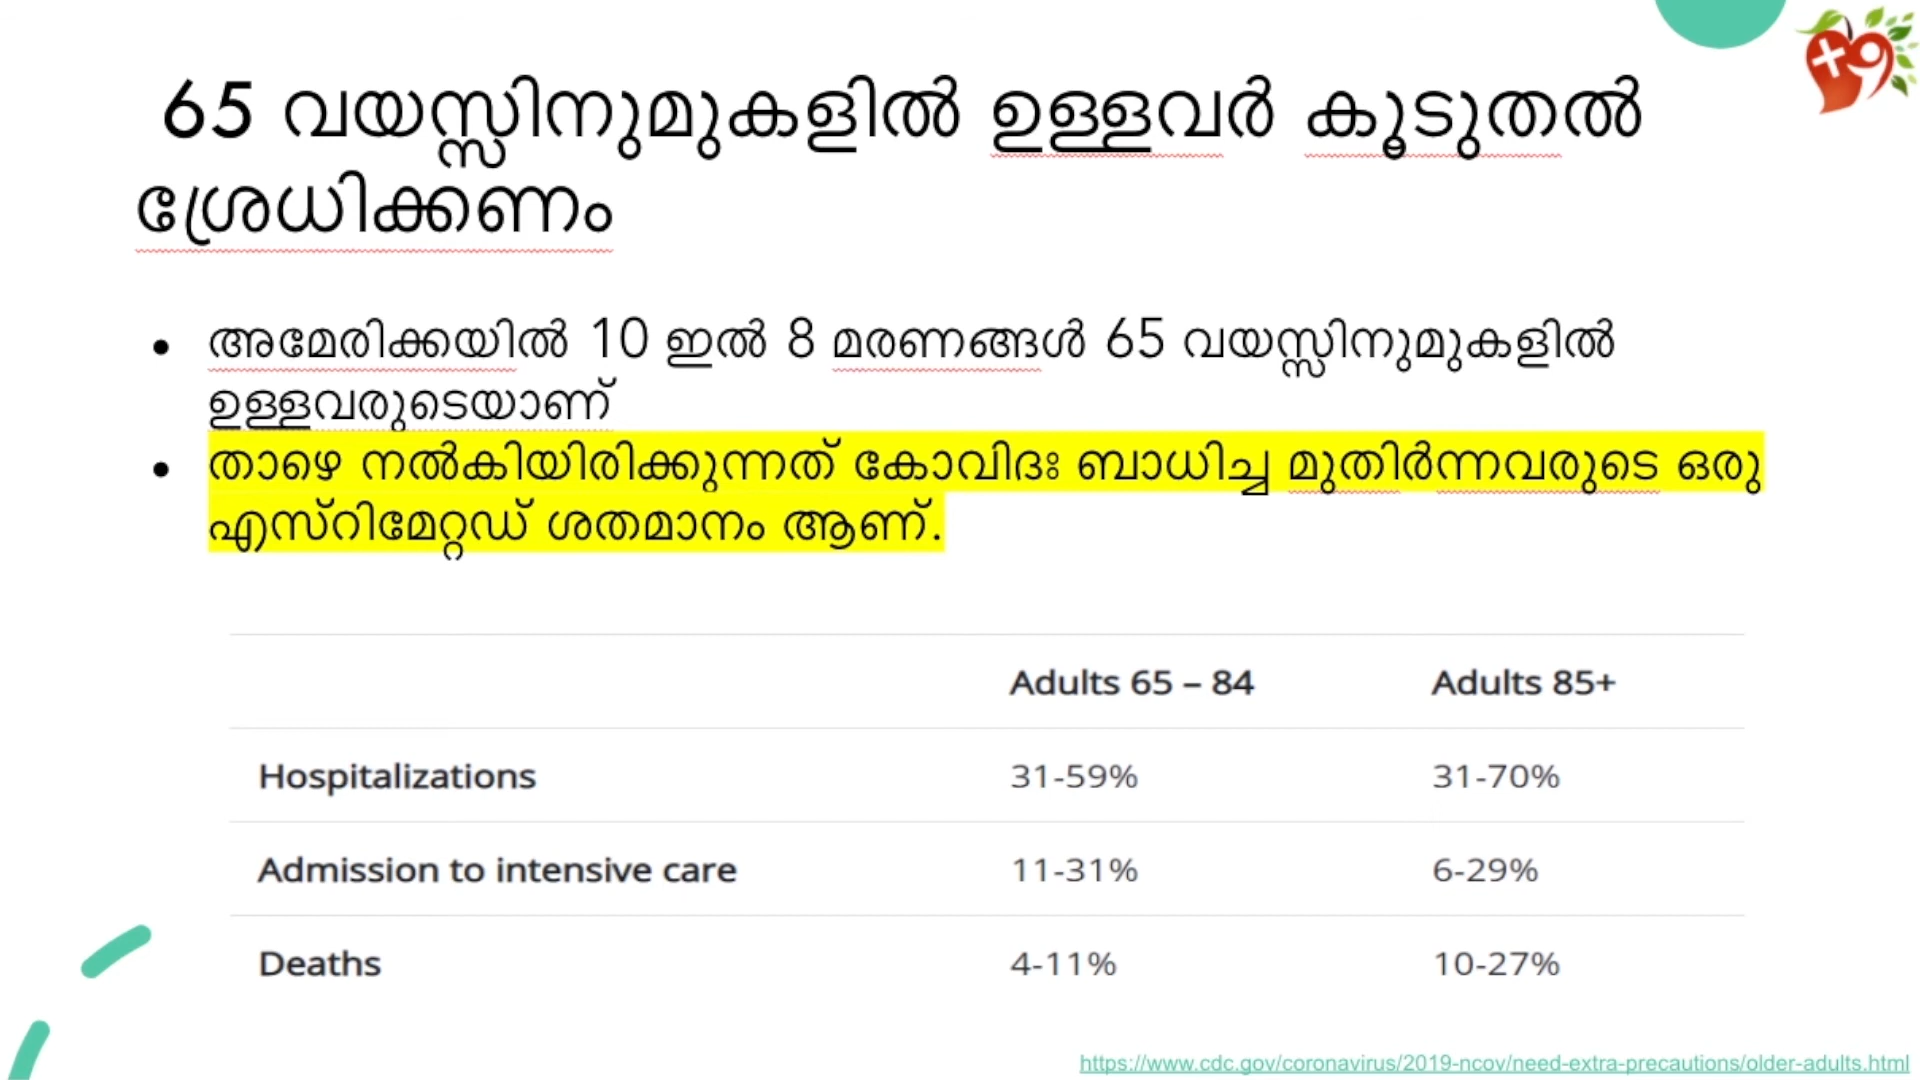 65 വയസ്സിനുമുകളിൽ ഉള്ളവർ കൂടുതൽ
ശ്രേധിക്കണം
• അമേരിക്കയിൽ 10 ഇൽ 8 മരണങ്ങൾ 65 വയസ്സിനുമുകളിൽ
ഉള്ളവരുടെയാണ്
• താഴെ നൽകിയിരിക്കുന്നത് കോവിദഃ ബാധിച്ച മുതിർന്നവരുടെ ഒരു
എസ്റിമേറ്റഡ് ശതമാനം ആണ്.
Adults 65 – 84 Adults 85+
Hospitalizations 31-59% 31-70%
Admission to intensive care 11-31% 6-29%
Deaths 4-11% 10-27%
https://www.cdc.gov/coronavirus/2019-ncov/need-extra-precautions/older-adults.html